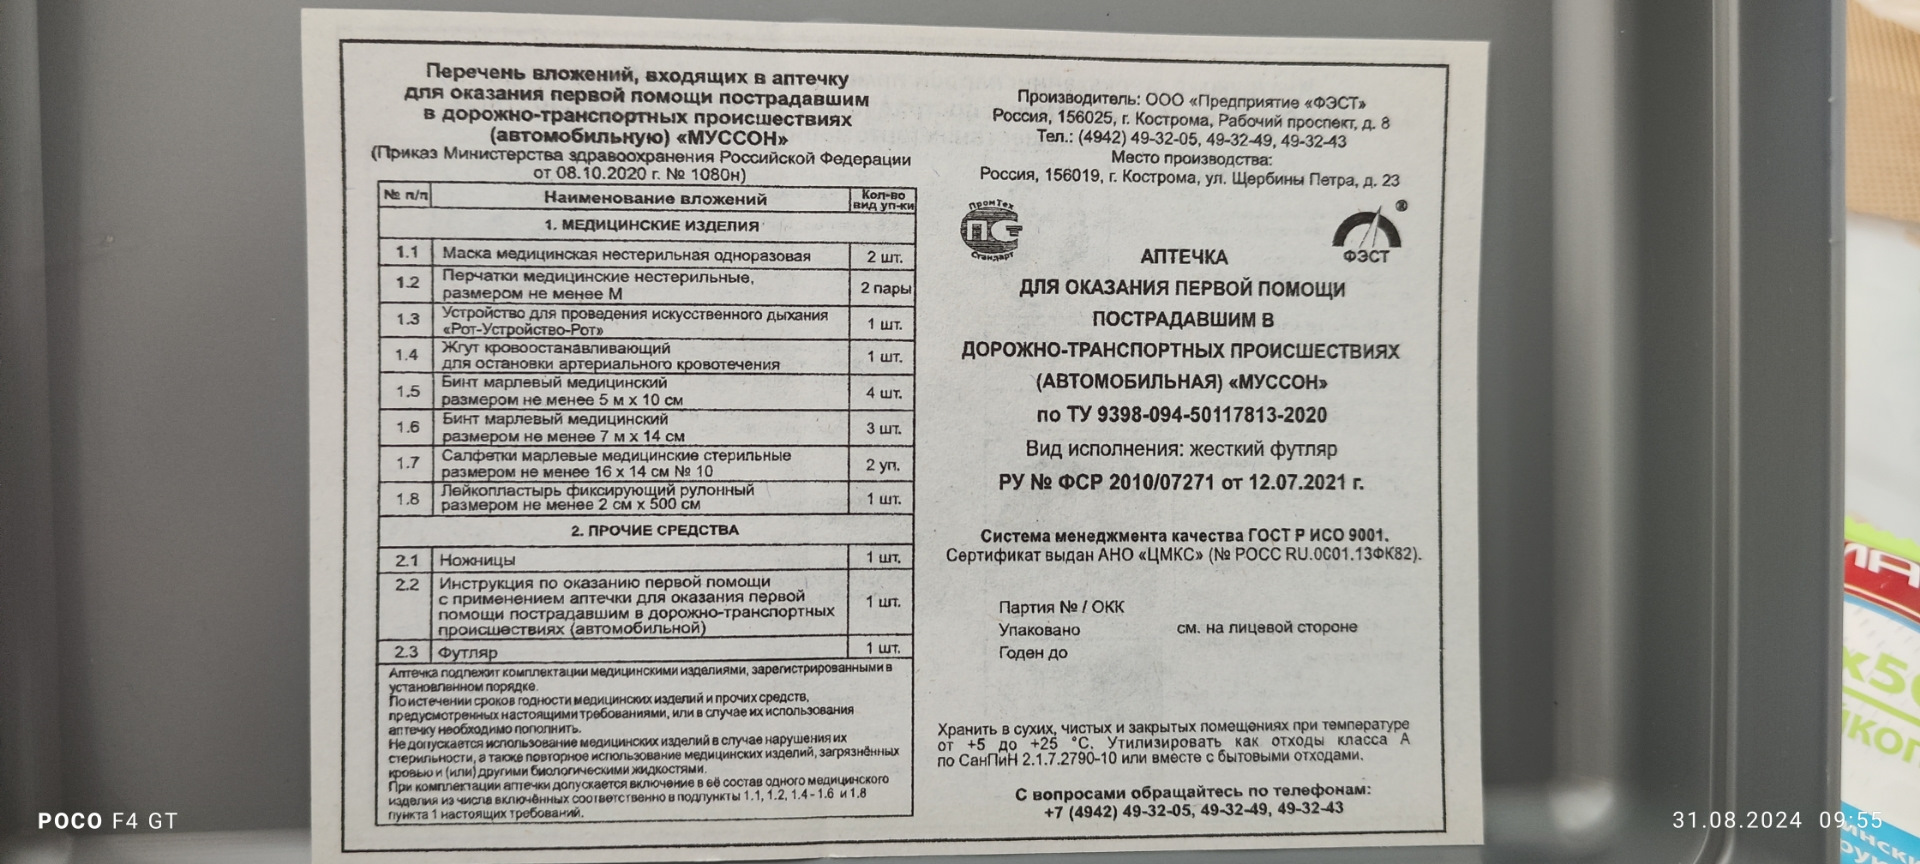 Перечень вложений, входящих в аптечку
для оказания первой помощи пострадавшим
в дорожно-транспортных происшествиях
(автомобильную) «МУССОН»
(Приказ Министерства здравоохранения Российской Федерации
от 08.10.2020 г. № 1080н)
№ п/п Наименование вложений Кол-во вид уп-ки
1. МЕДИЦИНСКИЕ ИЗДЕЛИЯ
1.1 Маска медицинская нестерильная одноразовая 2 шт.
1.2 Перчатки медицинские нестерильные,
размером не менее М 2 пары
1.3 Устройство для проведения искусственного дыхания
«Рот-Устройство-Рот» 1 шт.
1.4 Жгут кровоостанавливающий
для остановки артериального кровотечения 1 шт.
1.5 Бинт марлевый медицинский
размером не менее 5 м х 10 см 4 шт.
1.6 Бинт марлевый медицинский
размером не менее 7 м х 14 см 3 шт.
1.7 Салфетки марлевые медицинские стерильные
размером не менее 16 х 14 см № 10 2 уп.
1.8 Лейкопластырь фиксирующий рулонный
размером не менее 2 см х 500 см 1 шт.
2. ПРОЧИЕ СРЕДСТВА
2.1 Ножницы 1 шт.
2.2 Инструкция по оказанию первой помощи
с применением аптечки для оказания первой
помощи пострадавшим в дорожно-транспортных
происшествиях (автомобильной) 1 шт.
2.3 Футляр 1 шт.
Аптечка подлежит комплектации медицинскими изделиями, зарегистрированными в
установленном порядке.
По истечении сроков годности медицинских изделий и прочих средств,
предусмотренных настоящими требованиями, или в случае их использования
аптечку необходимо пополнить.
Не допускается использование медицинских изделий в случае нарушения их
стерильности, а также повторное использование медицинских изделий, загрязнённых
кровью и (или) другими биологическими жидкостями.
При комплектации аптечки допускается включение в её состав одного медицинского
изделия из числа включённых соответственно в подпункты 1.1, 1.2, 1.4 - 1.6 и 1.8
пункта 1 настоящих требований.
Производитель: ООО «Предприятие «ФЭСТ»
Россия, 156025, г. Кострома, Рабочий проспект, д. 8
Тел.: (4942) 49-32-05, 49-32-49, 49-32-43
Место производства:
Россия, 156019, г. Кострома, ул. Щербины Петра, д. 23
ПромТех
ПС
Стандарт
®
ФЭСТ
АПТЕЧКА
ДЛЯ ОКАЗАНИЯ ПЕРВОЙ ПОМОЩИ
ПОСТРАДАВШИМ В
ДОРОЖНО-ТРАНСПОРТНЫХ ПРОИСШЕСТВИЯХ
(АВТОМОБИЛЬНАЯ) «МУССОН»
по ТУ 9398-094-50117813-2020
Вид исполнения: жесткий футляр
РУ № ФСР 2010/07271 от 12.07.2021 г.
Система менеджмента качества ГОСТ Р ИСО 9001.
Сертификат выдан АНО «ЦМКС» (№ РОСС RU.0001.13ФК82).
Партия № / ОКК
Упаковано см. на лицевой стороне
Годен до
Хранить в сухих, чистых и закрытых помещениях при температуре
от +5 до +25 °С. Утилизировать как отходы класса А
по СанПиН 2.1.7.2790-10 или вместе с бытовыми отходами.
С вопросами обращайтесь по телефонам:
+7 (4942) 49-32-05, 49-32-49, 49-32-43
POCO F4 GT
31.08.2024 09:55